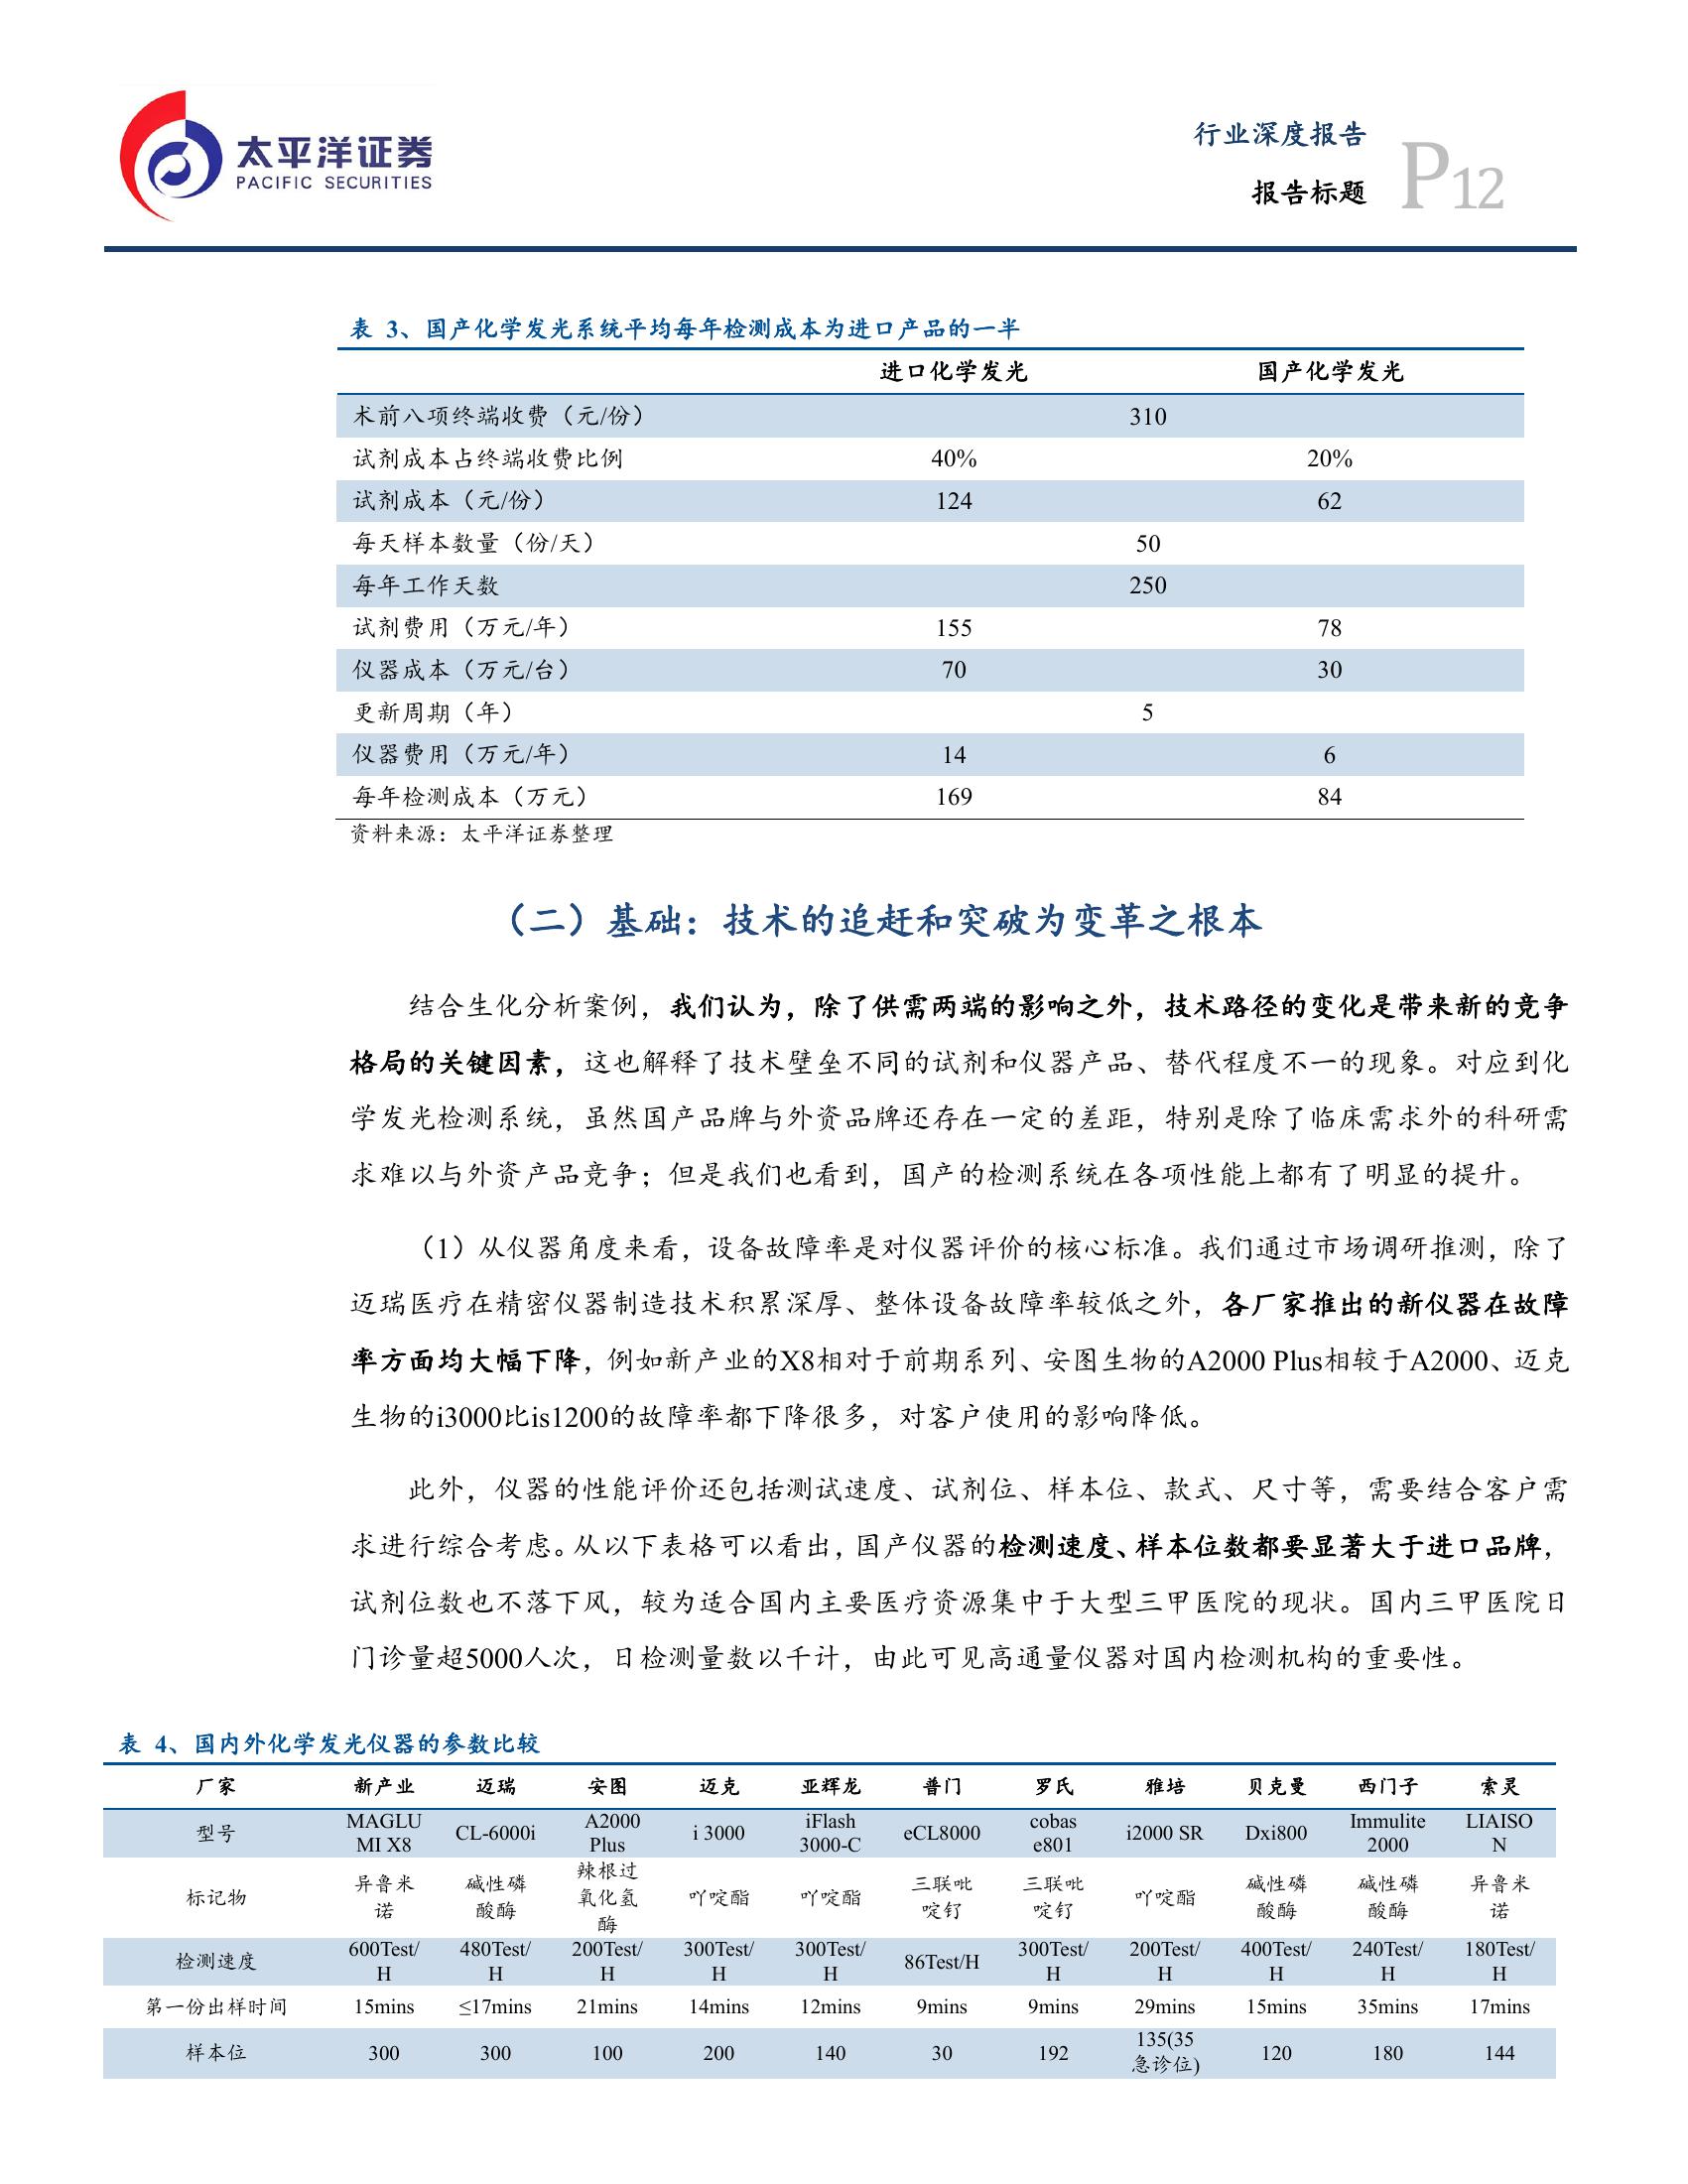 太平洋证券
PACIFIC SECURITIES
行业深度报告
报告标题
P12
表 3、国产化学发光系统平均每年检测成本为进口产品的一半
进口化学发光 国产化学发光
术前八项终端收费（元/份） 310
试剂成本占终端收费比例 40% 20%
试剂成本（元/份） 124 62
每天样本数量（份/天） 50
每年工作天数 250
试剂费用（万元/年） 155 78
仪器成本（万元/台） 70 30
更新周期（年） 5
仪器费用（万元/年） 14 6
每年检测成本（万元） 169 84
资料来源：太平洋证券整理
（二）基础：技术的追赶和突破为变革之根本
结合生化分析案例，我们认为，除了供需两端的影响之外，技术路径的变化是带来新的竞争
格局的关键因素，这也解释了技术壁垒不同的试剂和仪器产品、替代程度不一的现象。对应到化
学发光检测系统，虽然国产品牌与外资品牌还存在一定的差距，特别是除了临床需求外的科研需
求难以与外资产品竞争；但是我们也看到，国产的检测系统在各项性能上都有了明显的提升。
（1）从仪器角度来看，设备故障率是对仪器评价的核心标准。我们通过市场调研推测，除了
迈瑞医疗在精密仪器制造技术积累深厚、整体设备故障率较低之外，各厂家推出的新仪器在故障
率方面均大幅下降，例如新产业的X8相对于前期系列、安图生物的A2000 Plus相较于A2000、迈克
生物的i3000比is1200的故障率都下降很多，对客户使用的影响降低。
此外，仪器的性能评价还包括测试速度、试剂位、样本位、款式、尺寸等，需要结合客户需
求进行综合考虑。从以下表格可以看出，国产仪器的检测速度、样本位数都要显著大于进口品牌，
试剂位数也不落下风，较为适合国内主要医疗资源集中于大型三甲医院的现状。国内三甲医院日
门诊量超5000人次，日检测量数以千计，由此可见高通量仪器对国内检测机构的重要性。
表 4、国内外化学发光仪器的参数比较
厂家 新产业 迈瑞 安图 迈克 亚辉龙 普门 罗氏 雅培 贝克曼 西门子 索灵
MAGLU A2000 iFlash cobas Immulite LIAISO
型号 CL-6000i i 3000 eCL8000 i2000 SR Dxi800
MI X8 Plus 3000-C e801 2000 N
辣根过
异鲁米 碱性磷 三联吡 三联吡 碱性磷 碱性磷 异鲁米
标记物 氧化氢 吖啶酯 吖啶酯 吖啶酯
诺 酸酶 啶钌 啶钌 酸酶 酸酶 诺
酶
600Test/ 480Test/ 200Test/ 300Test/ 300Test/ 300Test/ 200Test/ 400Test/ 240Test/ 180Test/
检测速度 86Test/H
H H H H H H H H H H
第一份出样时间 15mins ≤17mins 21mins 14mins 12mins 9mins 9mins 29mins 15mins 35mins 17mins
135(35
样本位 300 300 100 200 140 30 192 120 180 144
急诊位)